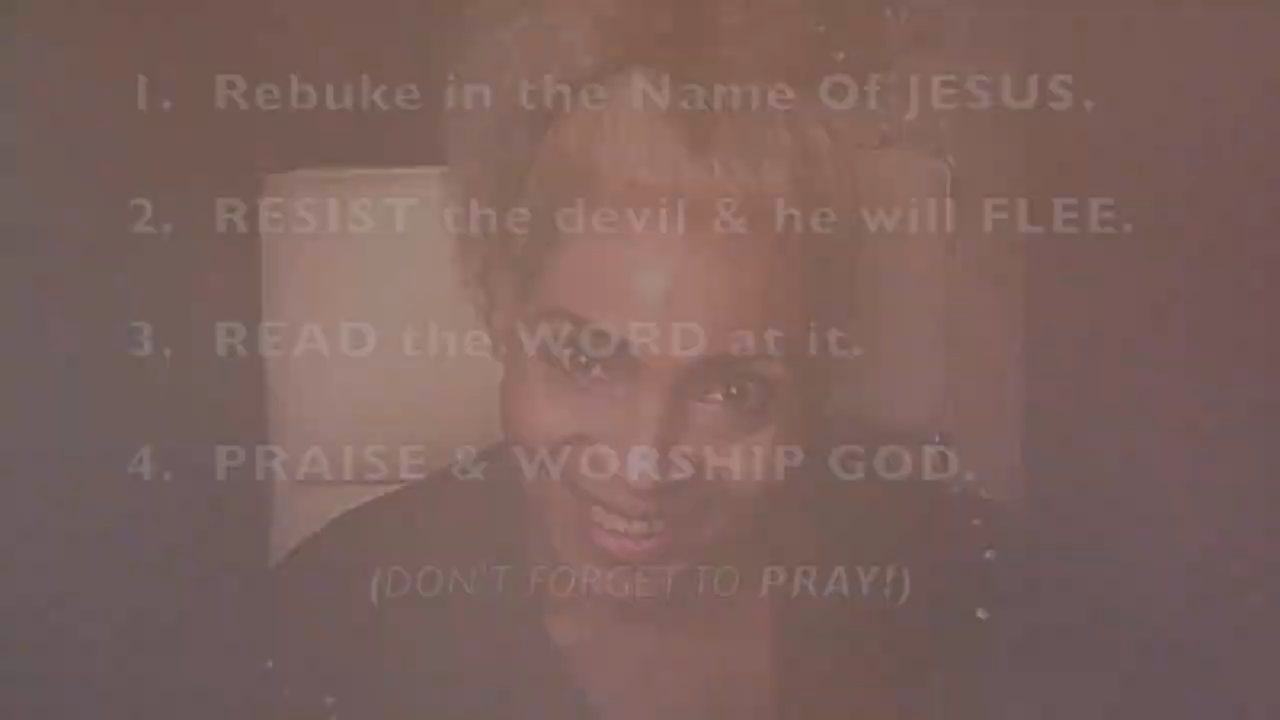 1. Rebuke in the Name Of JESUS.
2. RESIST the devil & he will FLEE.
3. READ the WORD at it.
4. PRAISE & WORSHIP GOD.
(DON'T FORGET TO PRAY!)